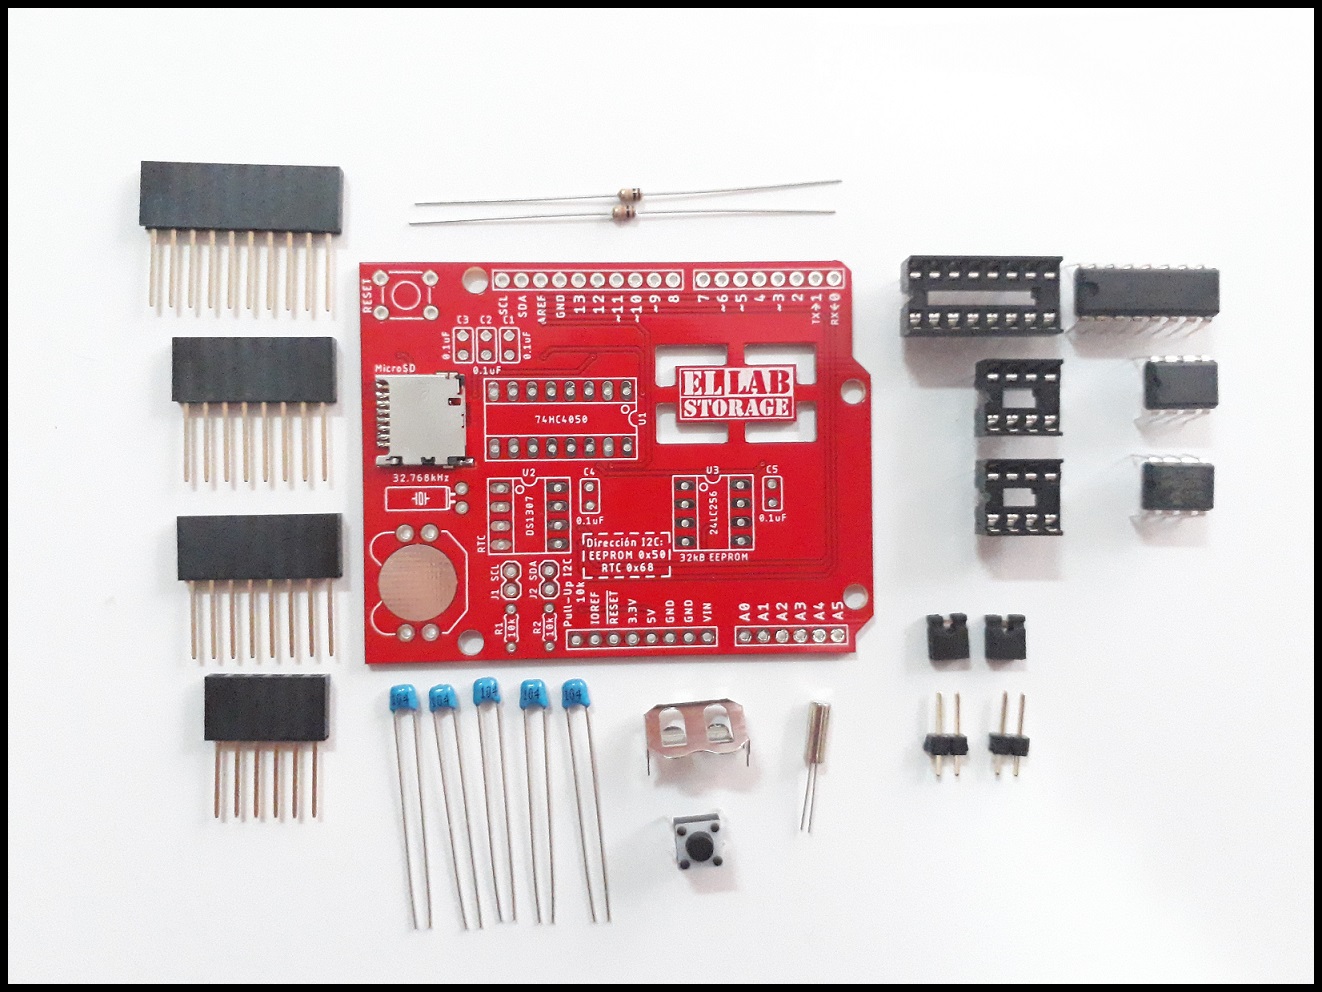 RESET
SCL
SDA
AREF
GND
13
12
~11
~10
~9
8
7
~6
~5
4
~3
2
TX→1
RX←0
C3
C2
C1
0.1uF
0.1uF
0.1uF
MicroSD
74HC4050
U1
EL LAB
STORAGE
32.768kHz
U2
DS1307
RTC
C4
0.1uF
U3
24LC256
32kB EEPROM
C5
0.1uF
Dirección I2C:
EEPROM 0x50
RTC 0x68
J1 SCL
J2 SDA
Pull-Up I2C
10k
R1
10k
R2
10k
IOREF
RESET
3.3V
5V
GND
GND
VIN
A0
A1
A2
A3
A4
A5
104
104
104
104
104